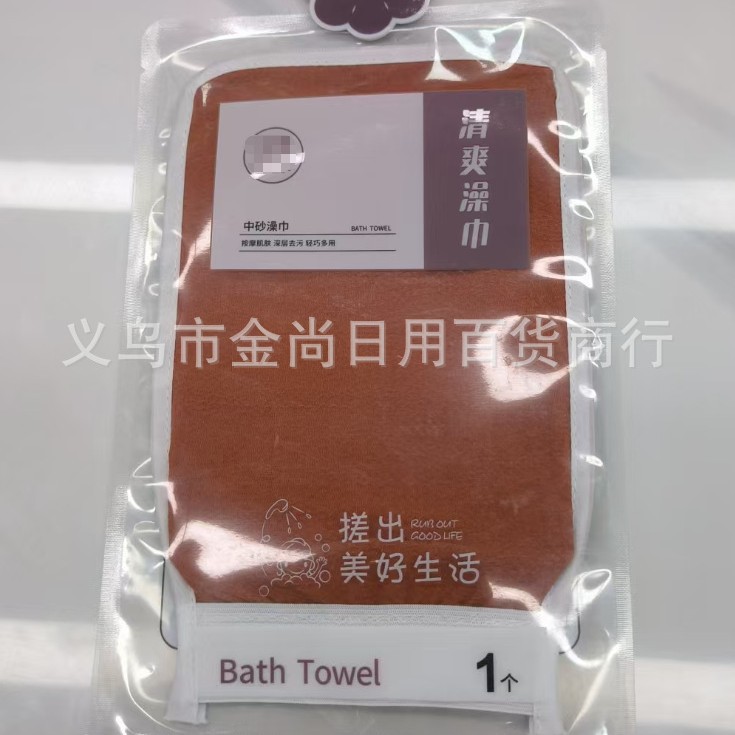 清爽澡巾
中砂澡巾 BATH TOWEL
按摩肌肤 深层去污 轻巧多用
义乌市金尚日用百货商行
搓出 RUB OUT
GOOD LIFE
美好生活
Bath Towel 1个